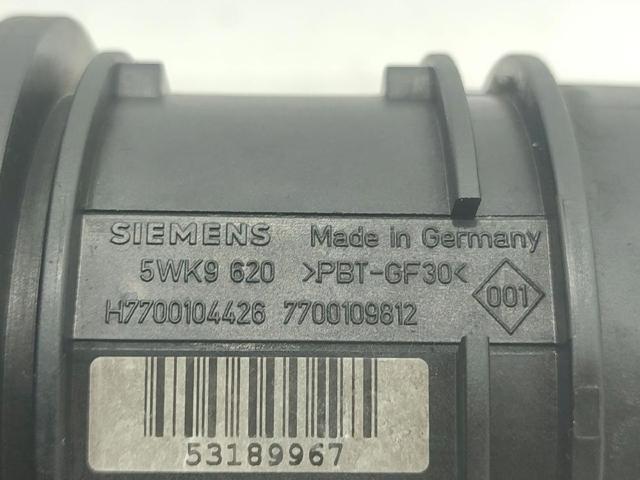 SIEMENS Made in Germany
5WK9 620 >PBT-GF30<
001
H7700104426 7700109812
53189967